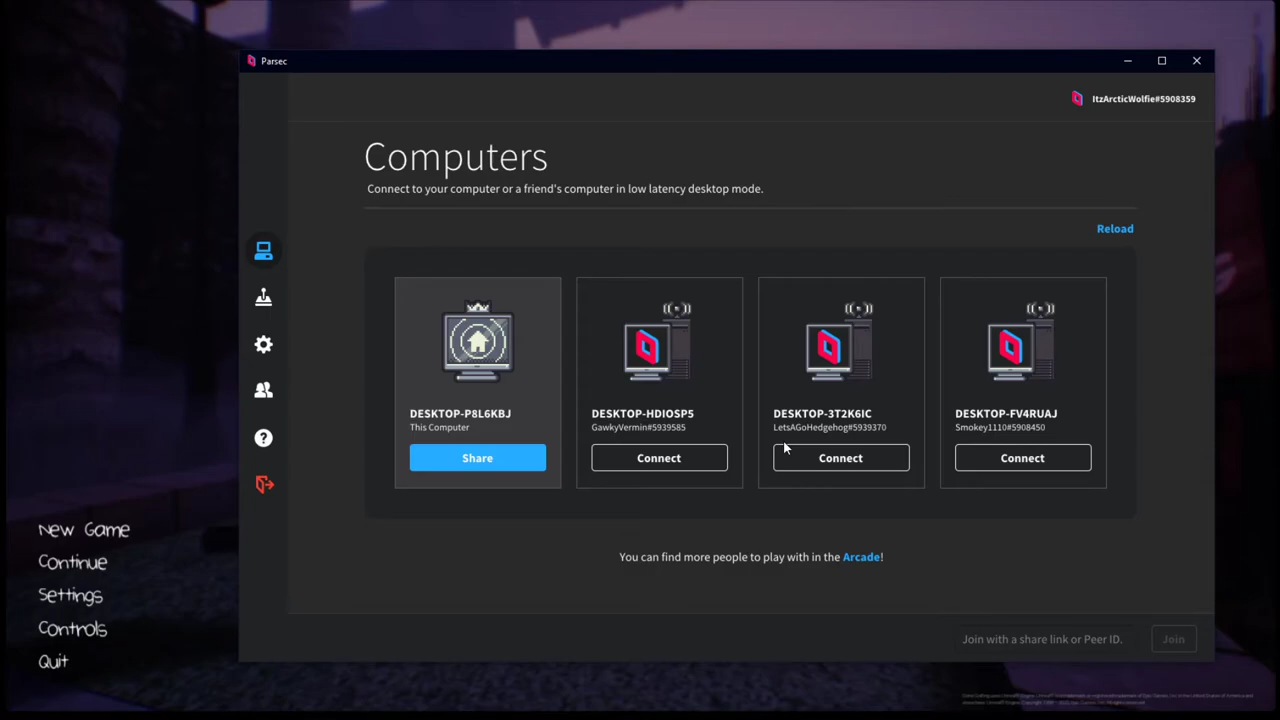 Parsec
ItzArcticWolfie#5908359
Computers
Connect to your computer or a friend's computer in low latency desktop mode.
Reload
DESKTOP-P8L6KBJ
This Computer
Share
DESKTOP-HDIOSP5
GawkyVermin#5939585
Connect
DESKTOP-3T2K6IC
LetsAGoHedgehog#5939370
Connect
DESKTOP-FV4RUAJ
Smokey1110#5908450
Connect
You can find more people to play with in the Arcade!
Join with a share link or Peer ID.
Join
New Game
Continue
Settings
Controls
Quit